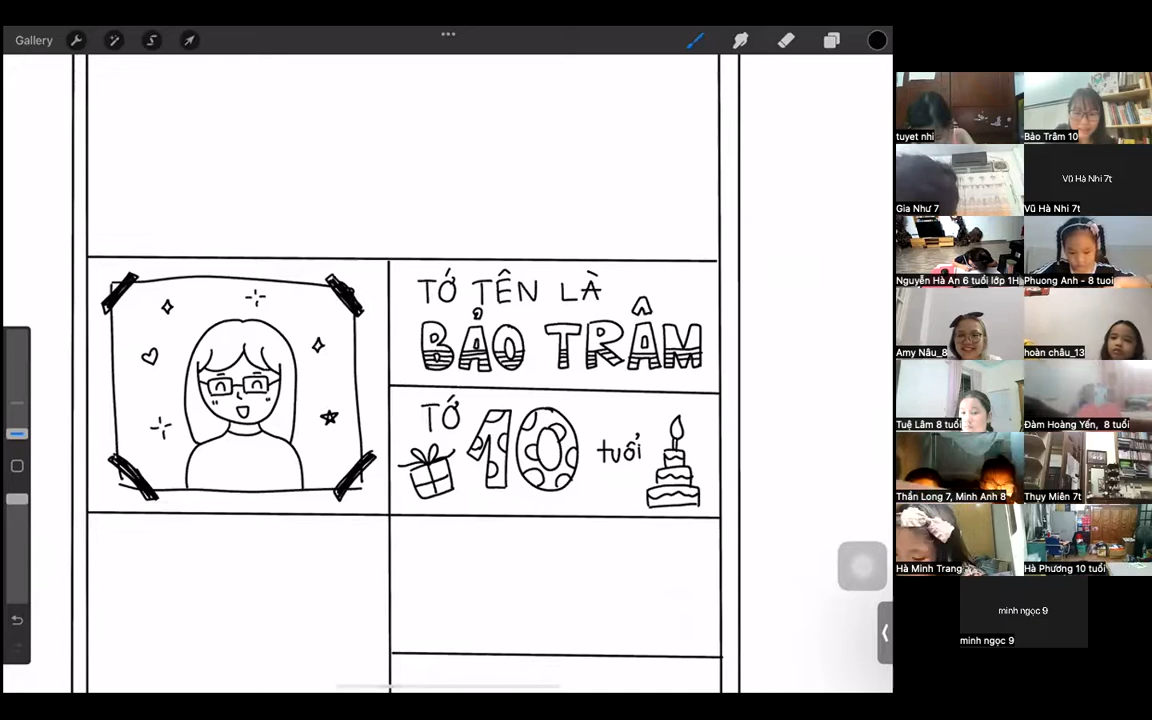 Gallery
TỚ TÊN LÀ
BẢO TRÂM
TỚ
10 tuổi
tuyet nhi
Bảo Trâm 10
Gia Như 7
Vũ Hà Nhi 7t
Vũ Hà Nhi 7t
Nguyễn Hà An 6 tuổi lớp 1H
Phuong Anh - 8 tuoi
Amy Nâu_8
hoàn châu_13
Tuệ Lâm 8 tuổi
Đàm Hoàng Yến, 8 tuổi
Thần Long 7, Minh Anh 8
Thụy Miên 7t
Hà Minh Trang -
Hà Phương 10 tuổi
minh ngọc 9
minh ngọc 9